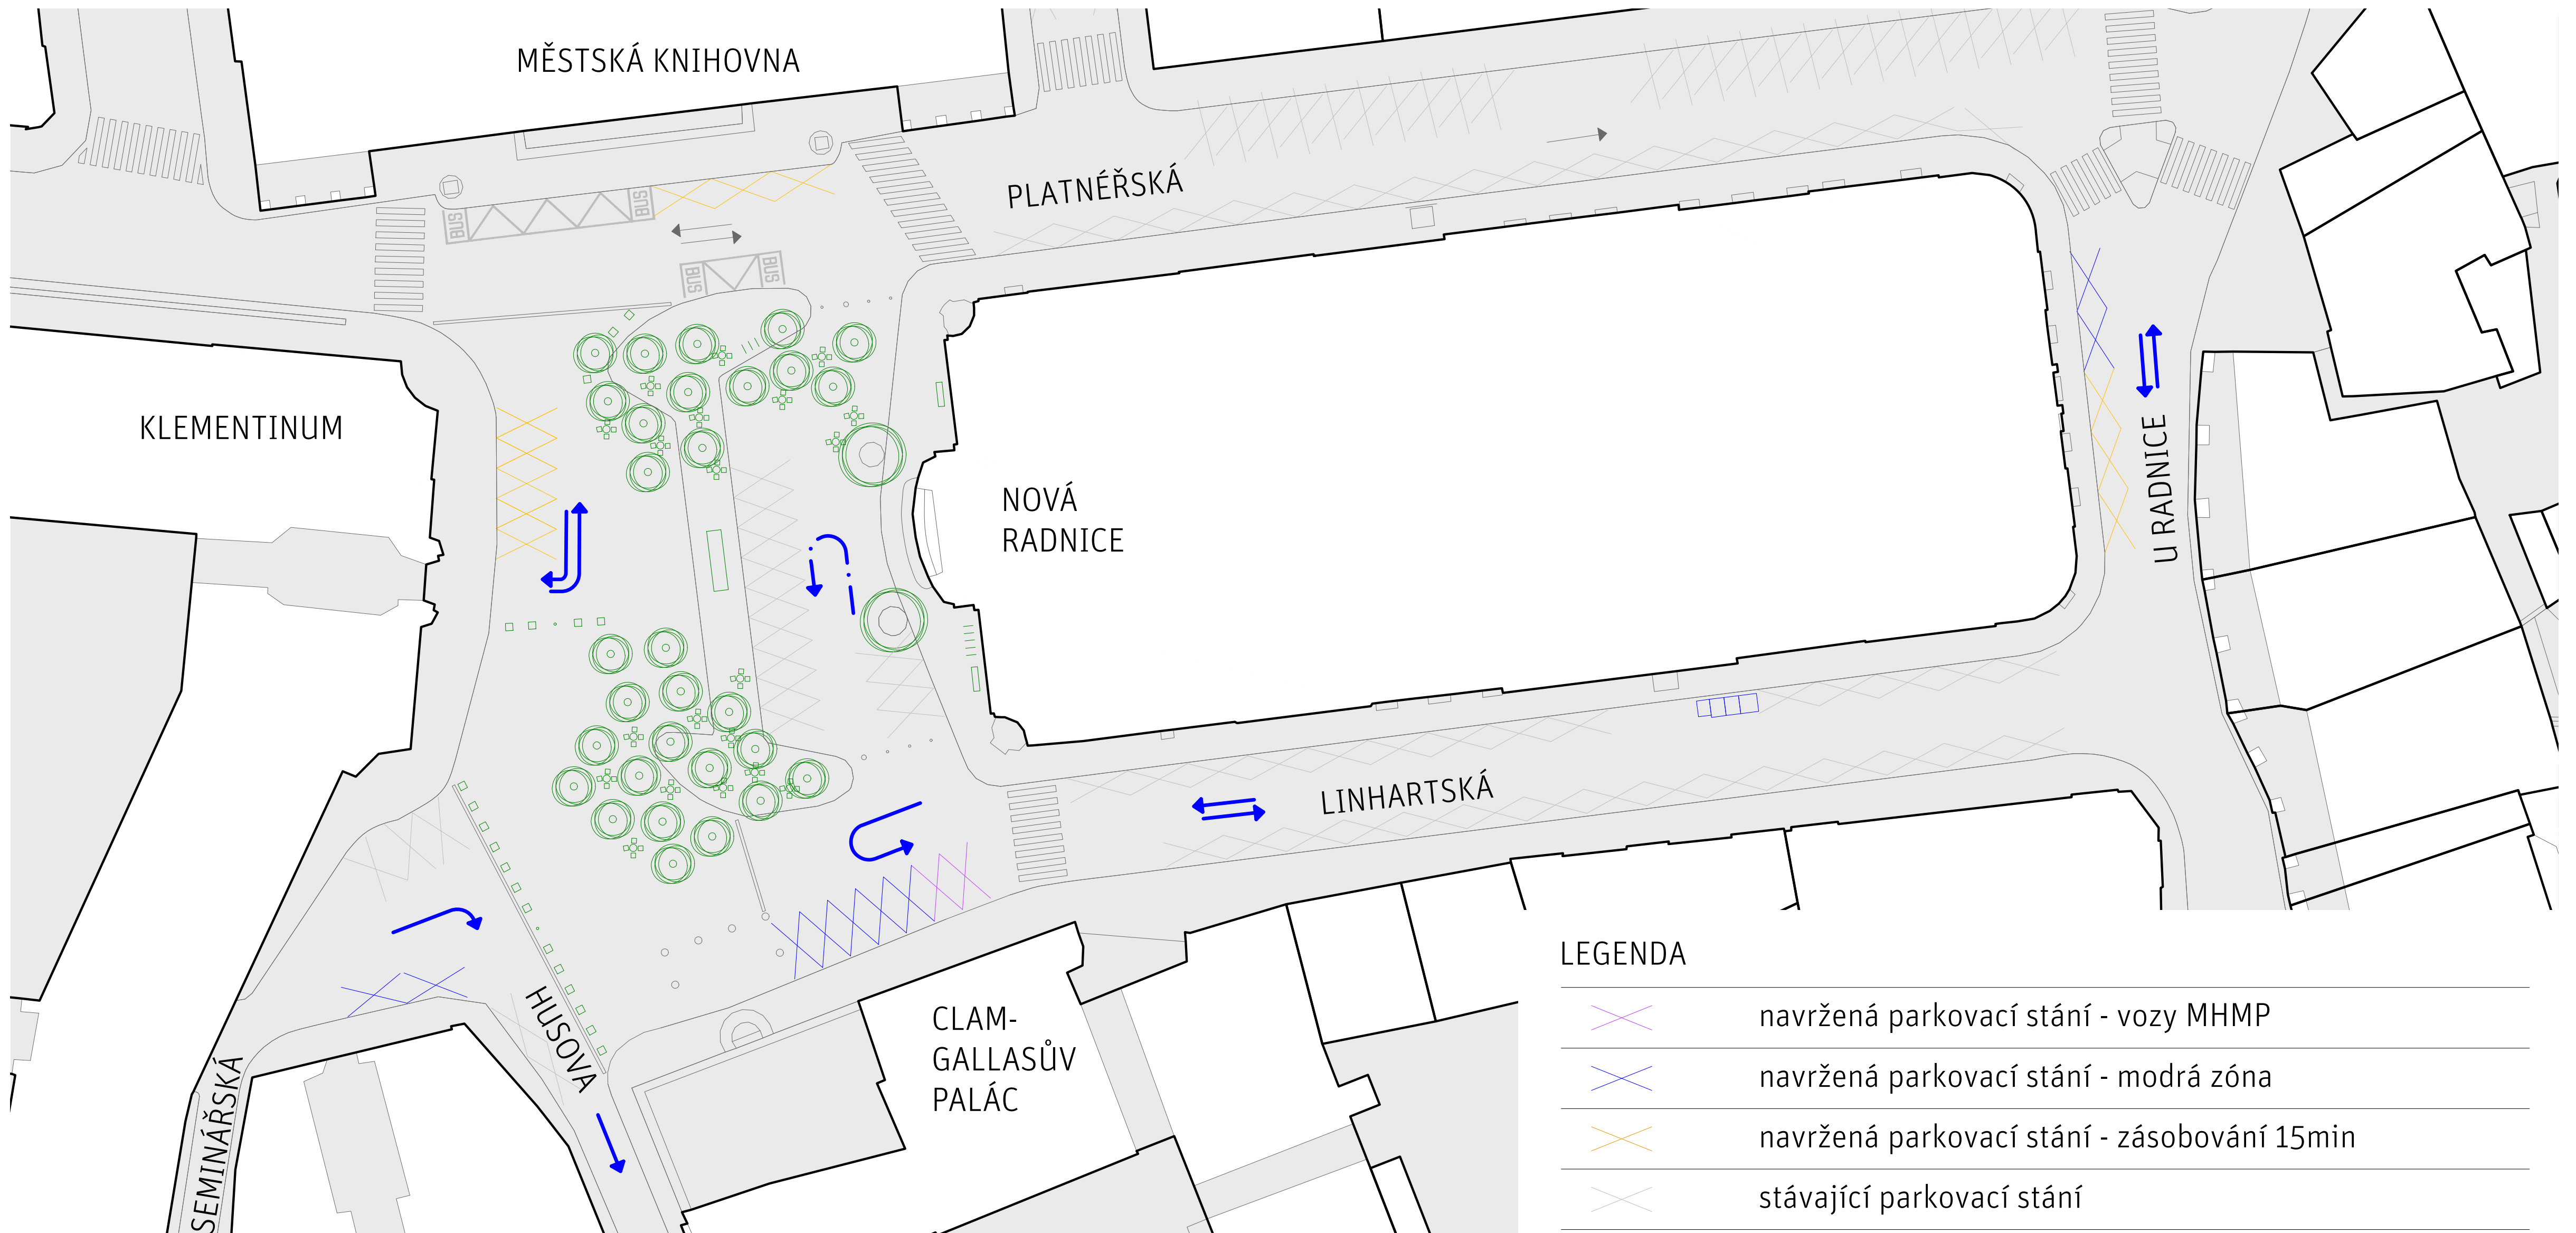 MĚSTSKÁ KNIHOVNA
PLATNÉŘSKÁ
BUS
BUS
BUS
BUS
KLEMENTINUM
NOVÁ
RADNICE
U RADNICE
LINHARTSKÁ
HUSOVA
SEMINÁŘSKÁ
CLAM-
GALLASŮV
PALÁC
LEGENDA
navržená parkovací stání - vozy MHMP
navržená parkovací stání - modrá zóna
navržená parkovací stání - zásobování 15min
stávající parkovací stání